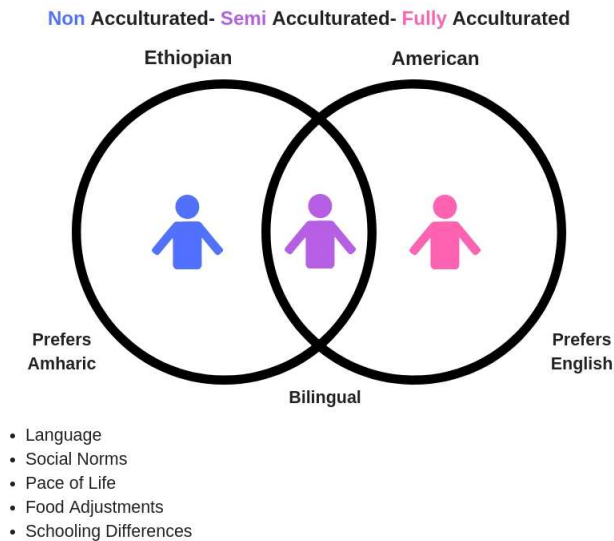 Non Acculturated- Semi Acculturated- Fully Acculturated
Ethiopian
American
Prefers
Amharic
Prefers
English
Bilingual
• Language
• Social Norms
• Pace of Life
• Food Adjustments
• Schooling Differences